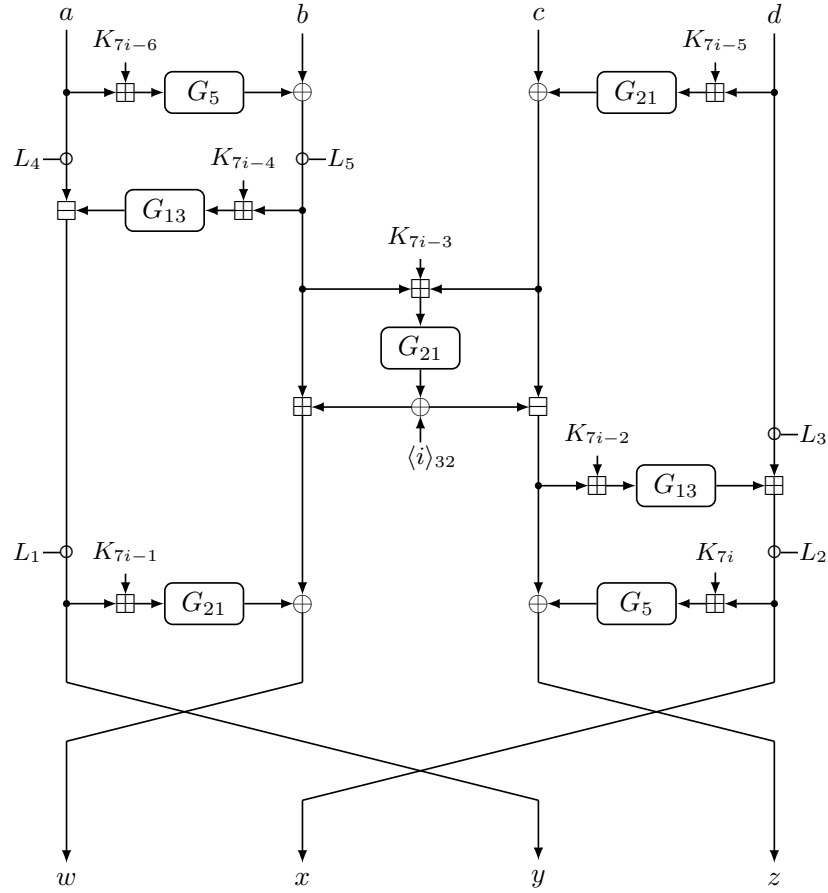 a b c d
K_{7i−6} K_{7i−5}
G_5 G_{21}
L_4 K_{7i−4} L_5
G_{13}
K_{7i−3}
G_{21}
K_{7i−2} L_3
⟨i⟩_{32}
G_{13}
L_1 K_{7i−1} K_{7i} L_2
G_{21} G_5
w x y z